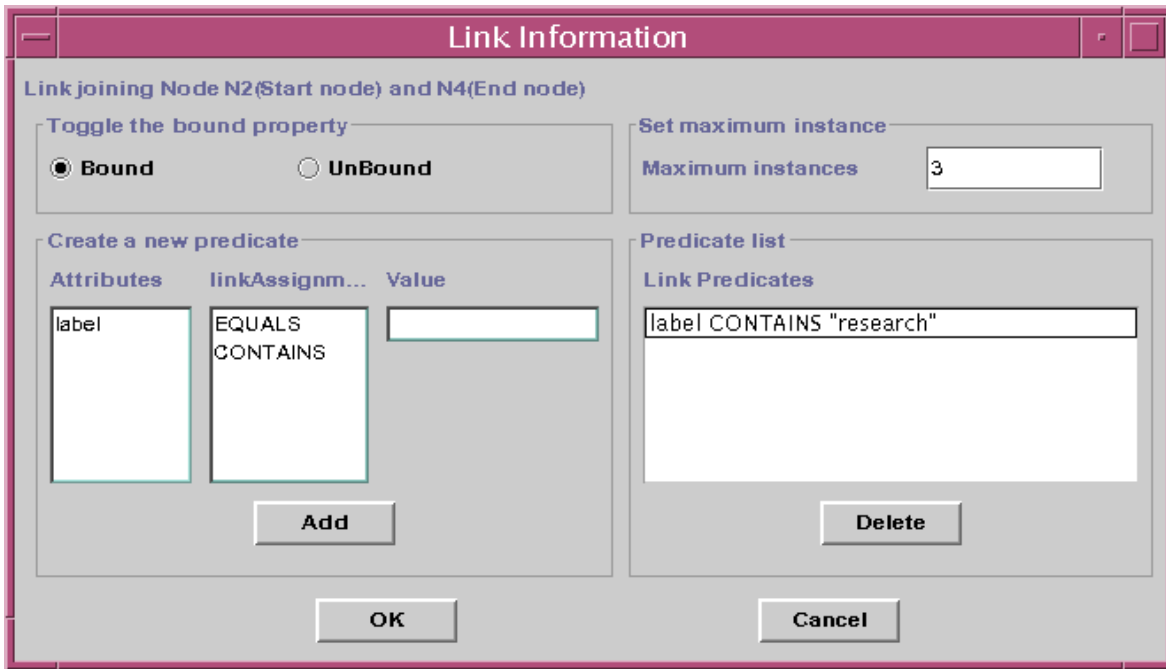 Link Information
Link joining Node N2(Start node) and N4(End node)
Toggle the bound property
Bound
UnBound
Set maximum instance
Maximum instances
3
Create a new predicate
Attributes
linkAssignm...
Value
label
EQUALS
CONTAINS
Add
Predicate list
Link Predicates
label CONTAINS "research"
Delete
OK
Cancel